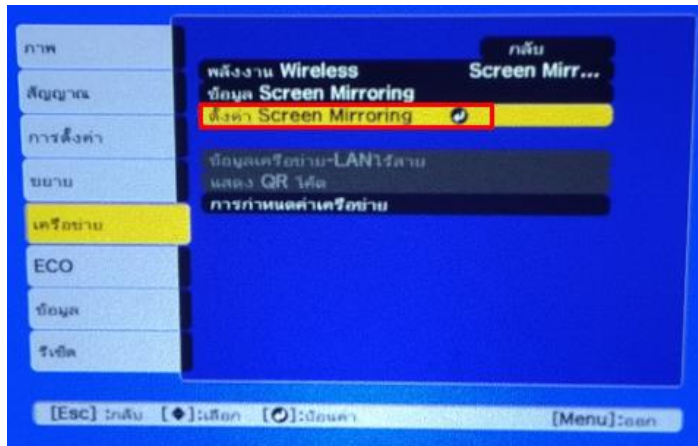 ภาพ
สัญญาณ
การตั้งค่า
ขยาย
เครือข่าย
ECO
ข้อมูล
รีเซ็ต
กลับ
พลังงาน Wireless Screen Mirr...
ข้อมูล Screen Mirroring
ตั้งค่า Screen Mirroring
ข้อมูลเครือข่าย-LANไร้สาย
แสดง QR โค้ด
การกำหนดค่าเครือข่าย
[Esc] :กลับ [◆]:เลือก [⏎]:ป้อนค่า [Menu]:ออก